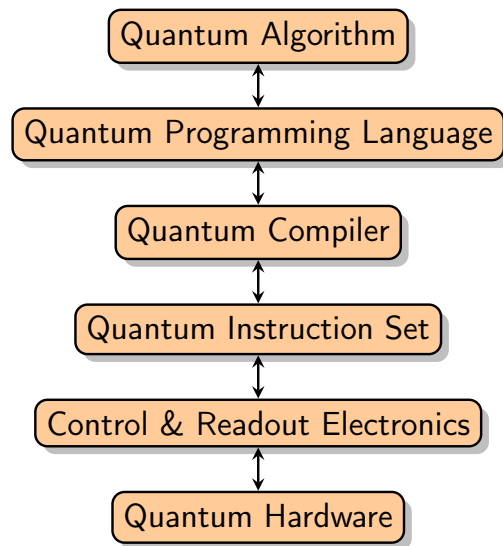 Quantum Algorithm
Quantum Programming Language
Quantum Compiler
Quantum Instruction Set
Control & Readout Electronics
Quantum Hardware